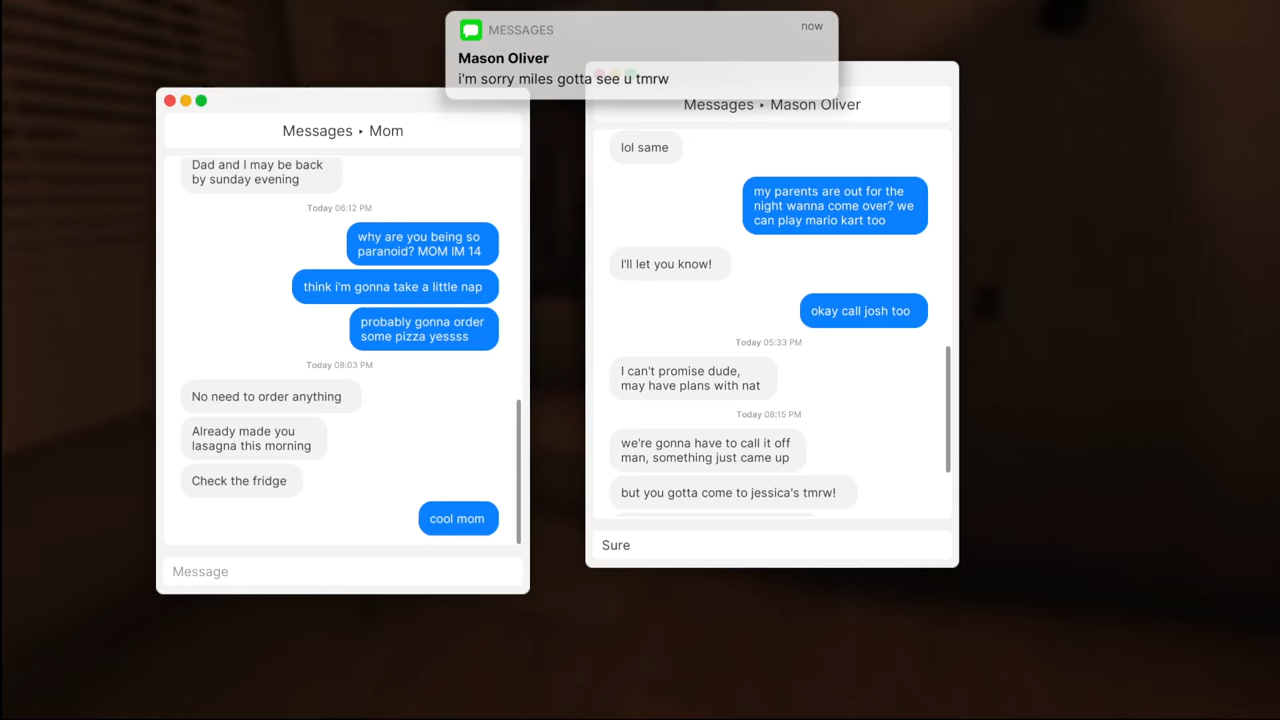 MESSAGES
now
Mason Oliver
i'm sorry miles gotta see u tmrw
Messages ‣ Mom
Dad and I may be back
by sunday evening
Today 06:12 PM
why are you being so
paranoid? MOM IM 14
think i'm gonna take a little nap
probably gonna order
some pizza yessss
Today 08:03 PM
No need to order anything
Already made you
lasagna this morning
Check the fridge
cool mom
Message
Messages ‣ Mason Oliver
lol same
my parents are out for the
night wanna come over? we
can play mario kart too
I'll let you know!
okay call josh too
Today 05:33 PM
I can't promise dude,
may have plans with nat
Today 08:15 PM
we're gonna have to call it off
man, something just came up
but you gotta come to jessica's tmrw!
Sure